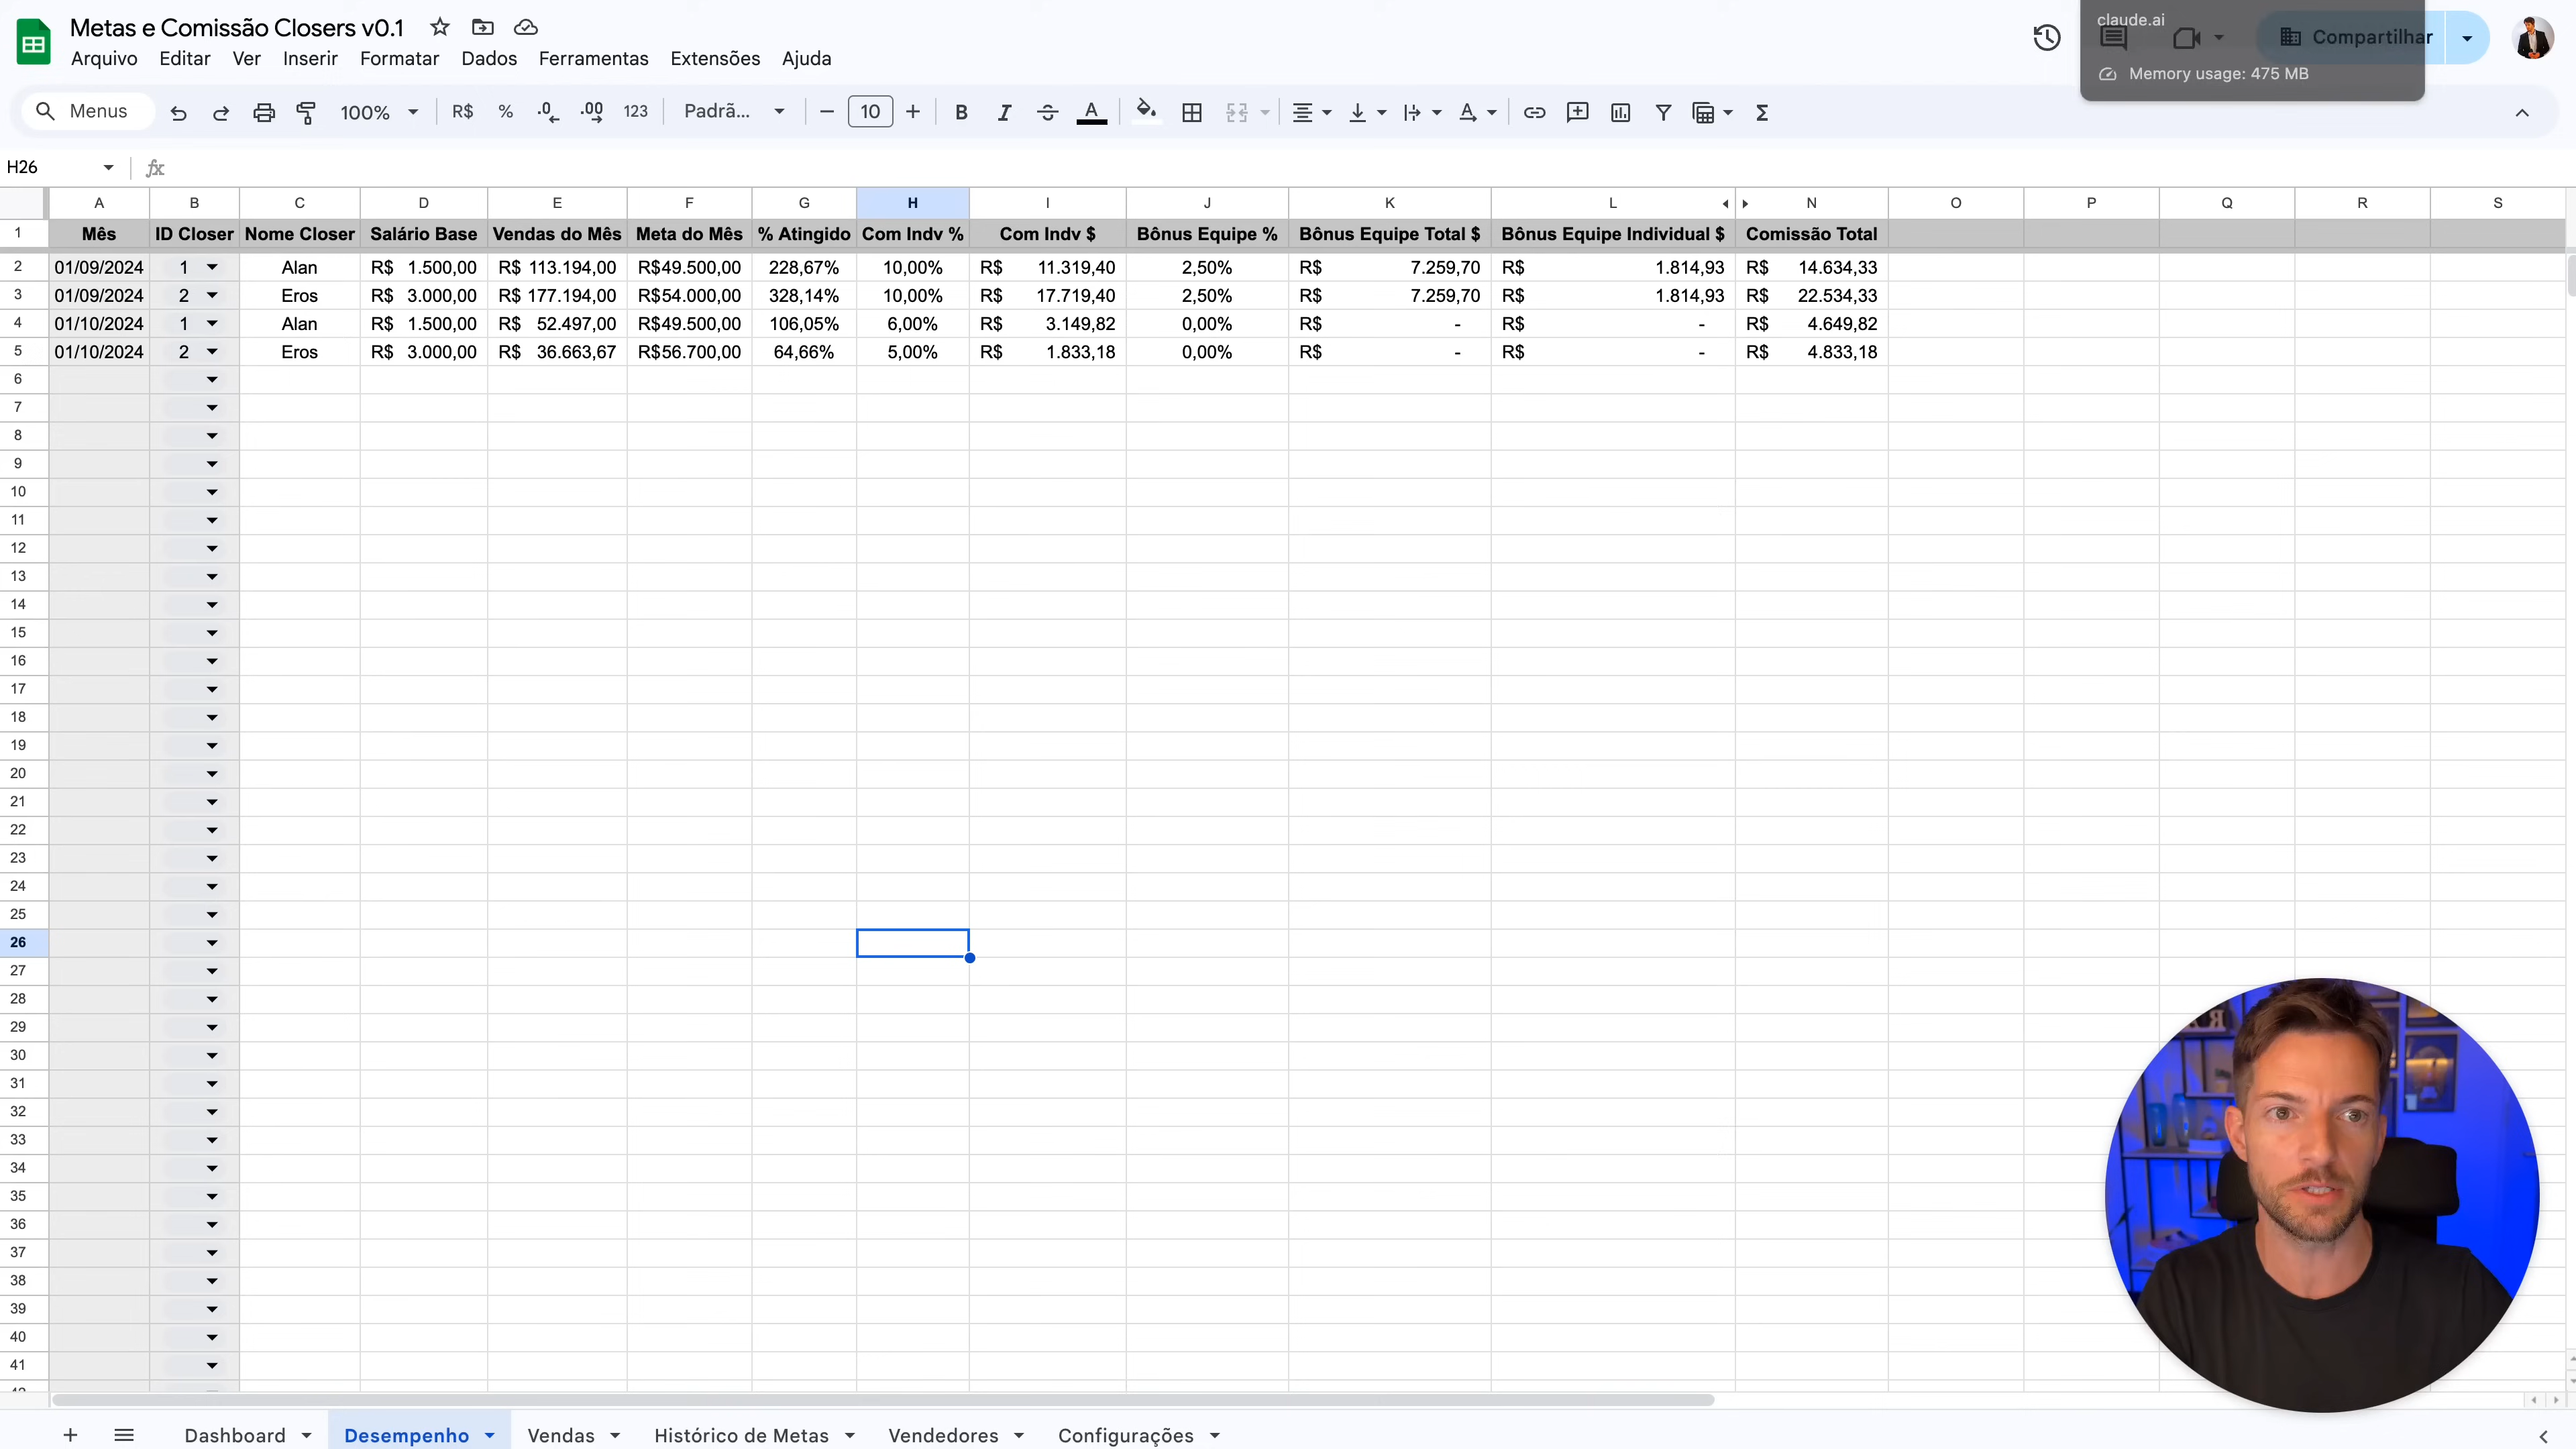 Metas e Comissão Closers v0.1
claude.ai
Compartilhar
Memory usage: 475 MB
Arquivo Editar Ver Inserir Formatar Dados Ferramentas Extensões Ajuda
Menus 100% R$ % .0 .00 123 Padrã... 10 B I A
H26 fx
A B C D E F G H I J K L N O P Q R S
1 Mês ID Closer Nome Closer Salário Base Vendas do Mês Meta do Mês % Atingido Com Indv % Com Indv $ Bônus Equipe % Bônus Equipe Total $ Bônus Equipe Individual $ Comissão Total
2 01/09/2024 1 Alan R$ 1.500,00 R$ 113.194,00 R$49.500,00 228,67% 10,00% R$ 11.319,40 2,50% R$ 7.259,70 R$ 1.814,93 R$ 14.634,33
3 01/09/2024 2 Eros R$ 3.000,00 R$ 177.194,00 R$54.000,00 328,14% 10,00% R$ 17.719,40 2,50% R$ 7.259,70 R$ 1.814,93 R$ 22.534,33
4 01/10/2024 1 Alan R$ 1.500,00 R$ 52.497,00 R$49.500,00 106,05% 6,00% R$ 3.149,82 0,00% R$ - R$ - R$ 4.649,82
5 01/10/2024 2 Eros R$ 3.000,00 R$ 36.663,67 R$56.700,00 64,66% 5,00% R$ 1.833,18 0,00% R$ - R$ - R$ 4.833,18
6
7
8
9
10
11
12
13
14
15
16
17
18
19
20
21
22
23
24
25
26
27
28
29
30
31
32
33
34
35
36
37
38
39
40
41
Dashboard Desempenho Vendas Histórico de Metas Vendedores Configurações